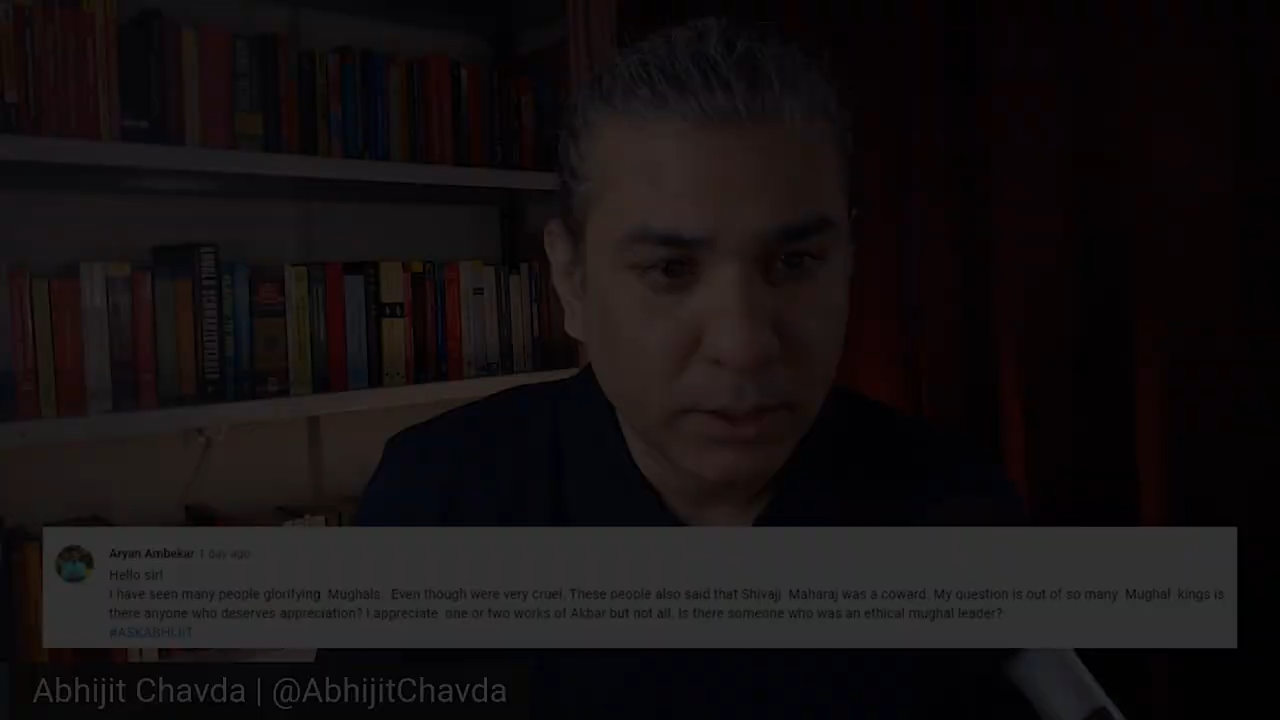 Aryan Ambekar 1 day ago
Hello sir!
I have seen many people glorifying Mughals. Even though were very cruel. These people also said that Shivaji Maharaj was a coward. My question is out of so many Mughal kings is
there anyone who deserves appreciation? I appreciate one or two works of Akbar but not all. Is there someone who was an ethical mughal leader?
#ASKABHIJIT
Abhijit Chavda | @AbhijitChavda